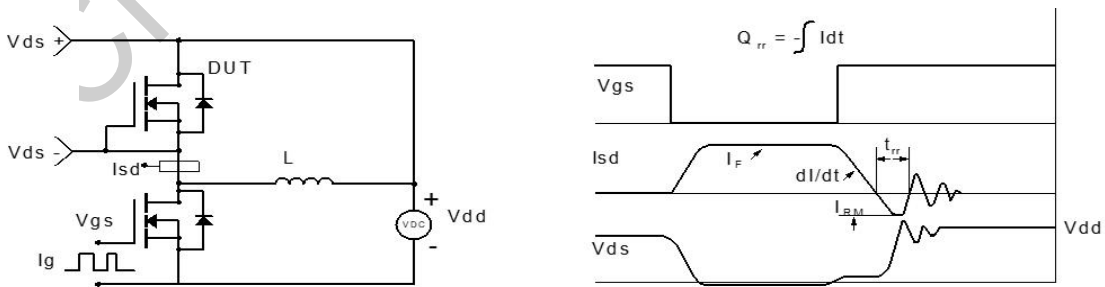 Vds +
DUT
Vds -
Isd
L
Vgs
Ig
+
VDC
-
Vdd
Q rr = -∫ Idt
Vgs
Isd
I F
dI/dt
t rr
I RM
Vds
Vdd